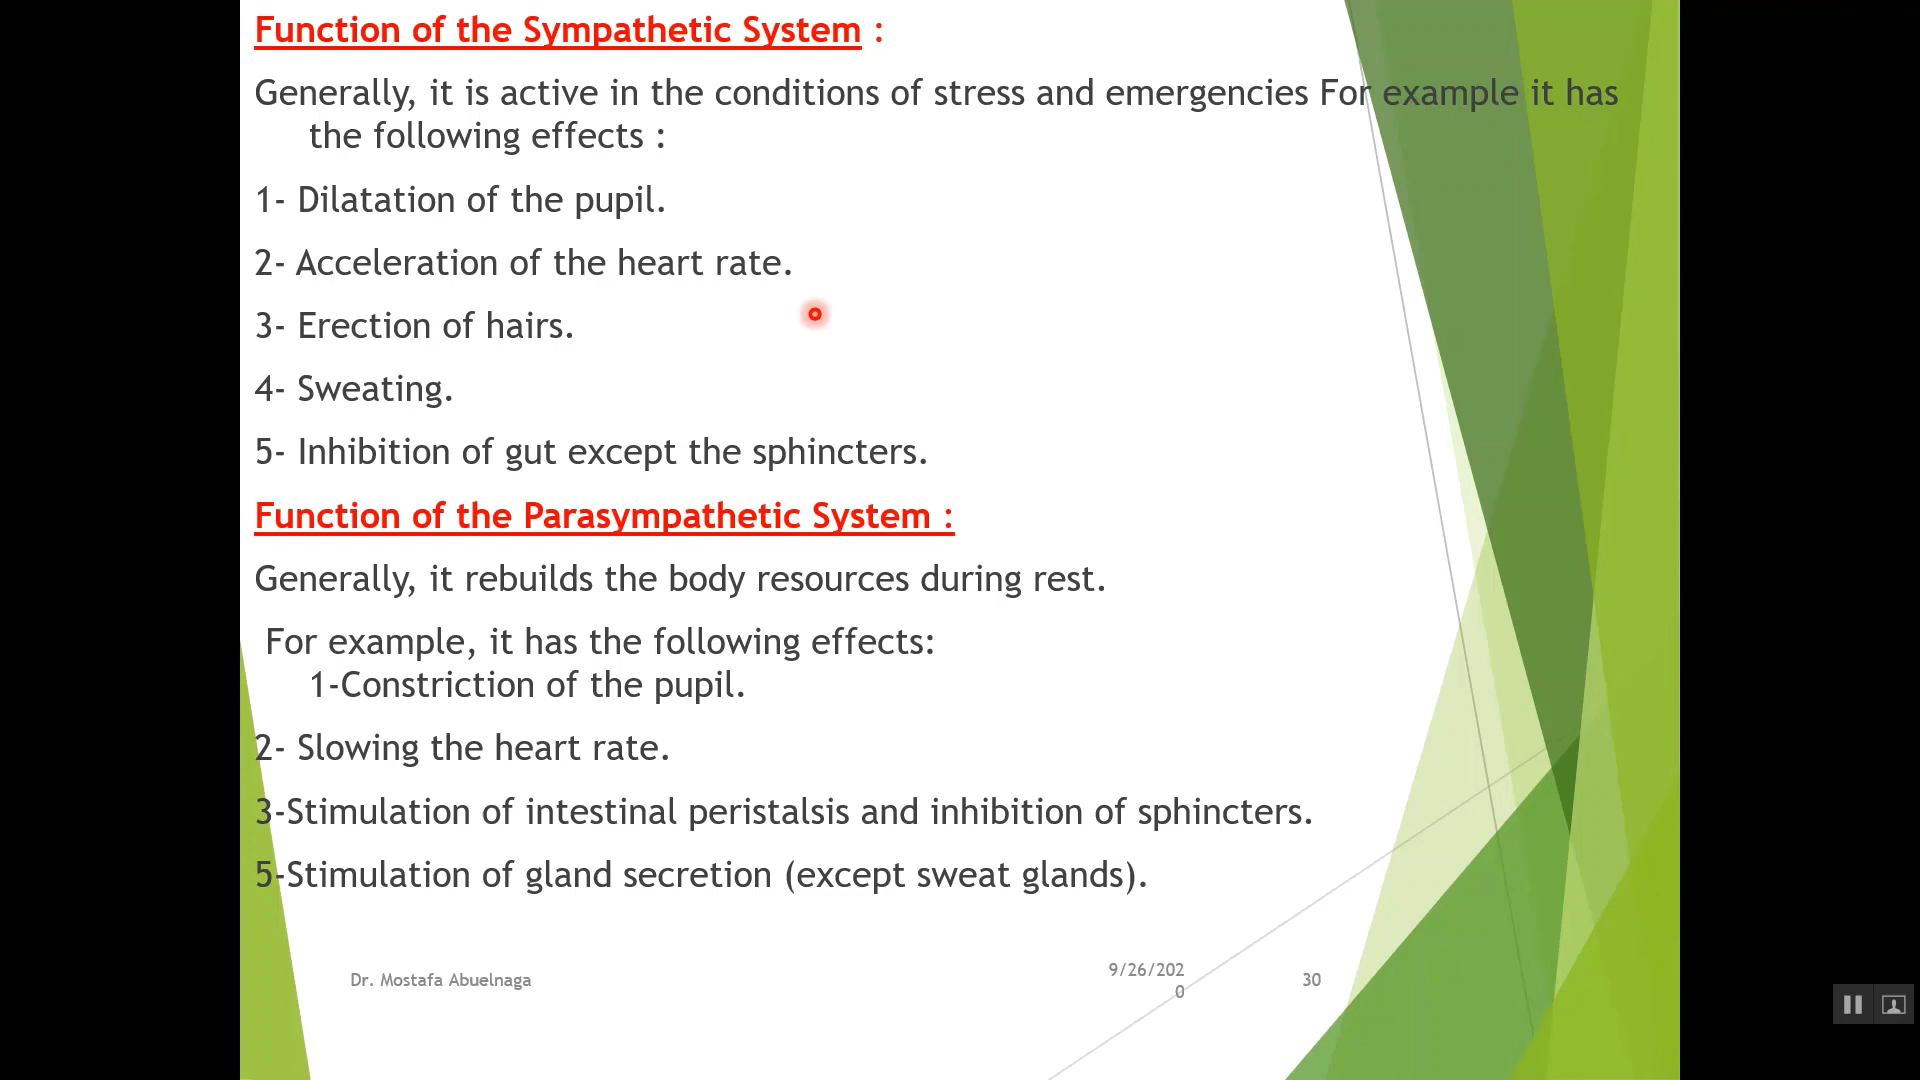 Function of the Sympathetic System :
Generally, it is active in the conditions of stress and emergencies For example it has
the following effects :
1- Dilatation of the pupil.
2- Acceleration of the heart rate.
3- Erection of hairs.
4- Sweating.
5- Inhibition of gut except the sphincters.
Function of the Parasympathetic System :
Generally, it rebuilds the body resources during rest.
For example, it has the following effects:
1-Constriction of the pupil.
2- Slowing the heart rate.
3-Stimulation of intestinal peristalsis and inhibition of sphincters.
5-Stimulation of gland secretion (except sweat glands).
Dr. Mostafa Abuelnaga
9/26/202
0
30